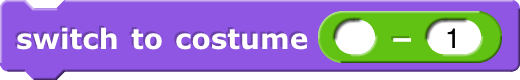 switch to costume - 1